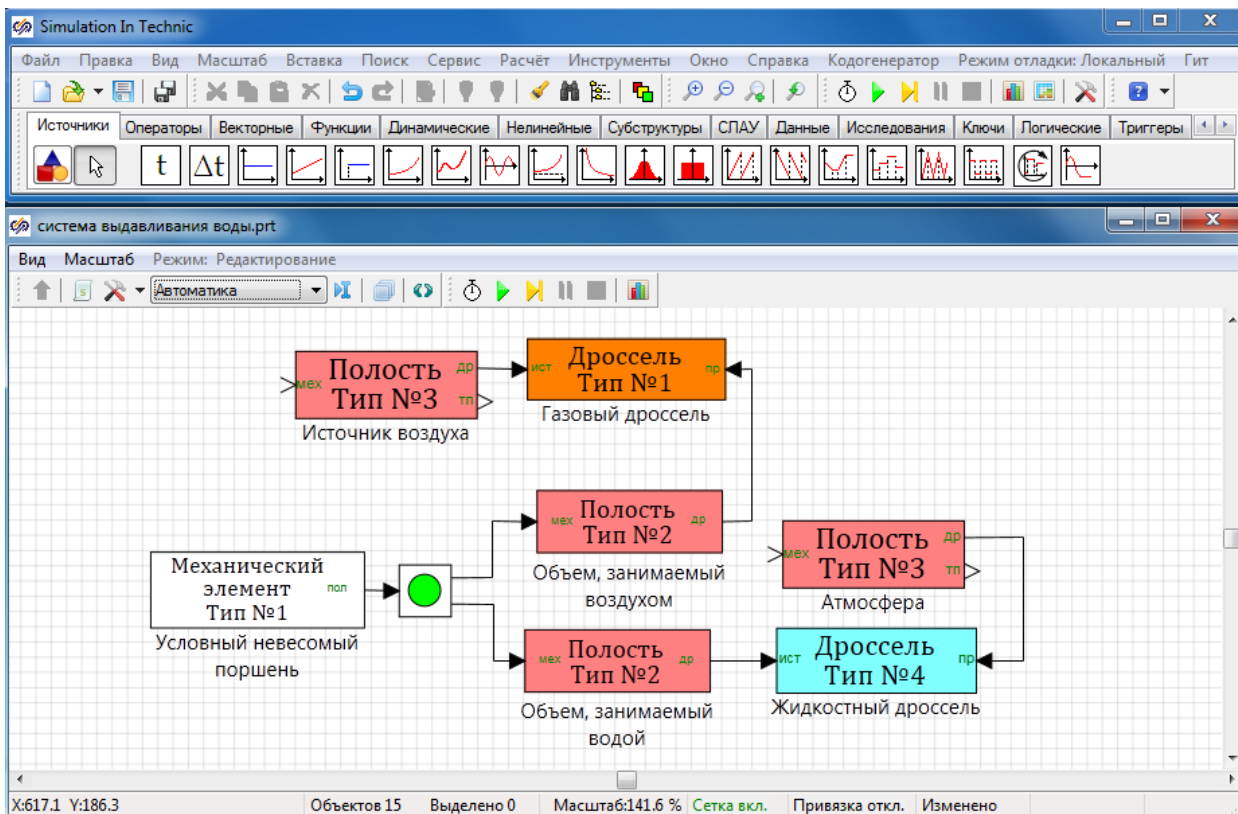 Simulation In Technic
Файл Правка Вид Масштаб Вставка Поиск Сервис Расчёт Инструменты Окно Справка Кодогенератор Режим отладки: Локальный Гит
Источники Операторы Векторные Функции Динамические Нелинейные Субструктуры СЛАУ Данные Исследования Ключи Логические Триггеры
t Δt
система выдавливания воды.prt
Вид Масштаб Режим: Редактирование
Автоматика
мех Полость др
Тип №3 тп
Источник воздуха
ист Дроссель пр
Тип №1
Газовый дроссель
мех Полость др
Тип №2
Объем, занимаемый
воздухом
мех Полость др
Тип №3 тп
Атмосфера
Механический
элемент пол
Тип №1
Условный невесомый
поршень
мех Полость др
Тип №2
Объем, занимаемый
водой
ист Дроссель пр
Тип №4
Жидкостный дроссель
X:617.1 Y:186.3 Объектов 15 Выделено 0 Масштаб:141.6 % Сетка вкл. Привязка откл. Изменено